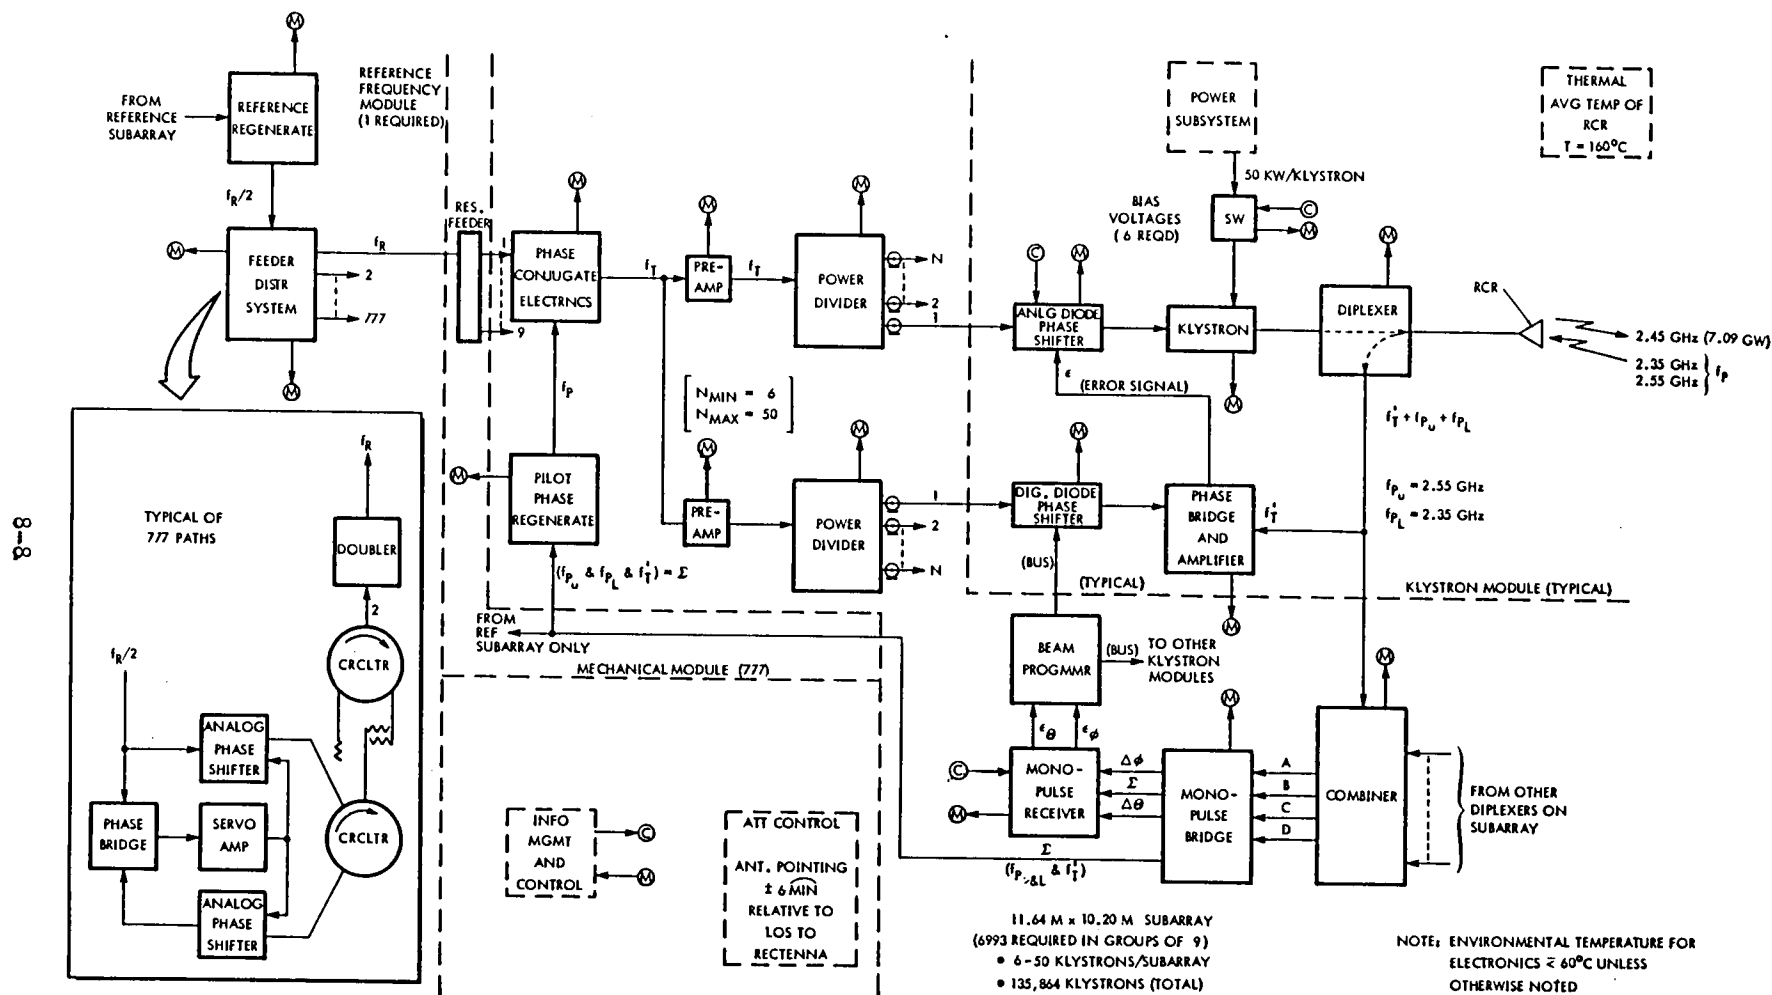 M
FROM
REFERENCE
SUBARRAY
REFERENCE
REGENERATE
REFERENCE
FREQUENCY
MODULE
(1 REQUIRED)
f_R/2
M
FEEDER
DISTR
SYSTEM
f_R
2
777
M
RES.
FEEDER
1
9
M
PHASE
CONJUGATE
ELECTRNCS
f_T
M
PRE-
AMP
f_T
M
POWER
DIVIDER
N
2
1
f_P
[N_MIN = 6
N_MAX = 50]
M
PILOT
PHASE
REGENERATE
M
PRE-
AMP
M
POWER
DIVIDER
1
2
N
(f_Pu & f_PL & f_T') = Σ
FROM
REF
SUBARRAY ONLY
MECHANICAL MODULE (777)
POWER
SUBSYSTEM
50 KW/KLYSTRON
BIAS
VOLTAGES
(6 REQD)
SW
C
M
C
M
ANLG DIODE
PHASE
SHIFTER
KLYSTRON
M
M
DIPLEXER
RCR
2.45 GHz (7.09 GW)
2.35 GHz
2.55 GHz
} f_P
THERMAL
AVG TEMP OF
RCR
T = 160°C
ϵ
(ERROR SIGNAL)
f_T' + f_Pu + f_PL
f_Pu = 2.55 GHz
f_PL = 2.35 GHz
M
DIG. DIODE
PHASE
SHIFTER
PHASE
BRIDGE
AND
AMPLIFIER
f_T'
(BUS)
(TYPICAL)
KLYSTRON MODULE (TYPICAL)
M
BEAM
PROGMMR
(BUS)
TO OTHER
KLYSTRON
MODULES
ϵ_θ
ϵ_ϕ
C
M
MONO-
PULSE
RECEIVER
Δϕ
Σ
Δθ
M
MONO-
PULSE
BRIDGE
A
B
C
D
M
COMBINER
FROM OTHER
DIPLEXERS ON
SUBARRAY
Σ
& f_T')
TYPICAL OF
777 PATHS
f_R
DOUBLER
2
CRCLTR
f_R/2
ANALOG
PHASE
SHIFTER
PHASE
BRIDGE
SERVO
AMP
CRCLTR
ANALOG
PHASE
SHIFTER
INFO
MGMT
AND
CONTROL
C
M
ATT CONTROL
ANT. POINTING
± 6 MIN
RELATIVE TO
LOS TO
RECTENNA
11.64 M x 10.20 M SUBARRAY
(6993 REQUIRED IN GROUPS OF 9)
• 6-50 KLYSTRONS/SUBARRAY
• 135,864 KLYSTRONS (TOTAL)
NOTE: ENVIRONMENTAL TEMPERATURE FOR
ELECTRONICS ≤ 60°C UNLESS
OTHERWISE NOTED
8-8